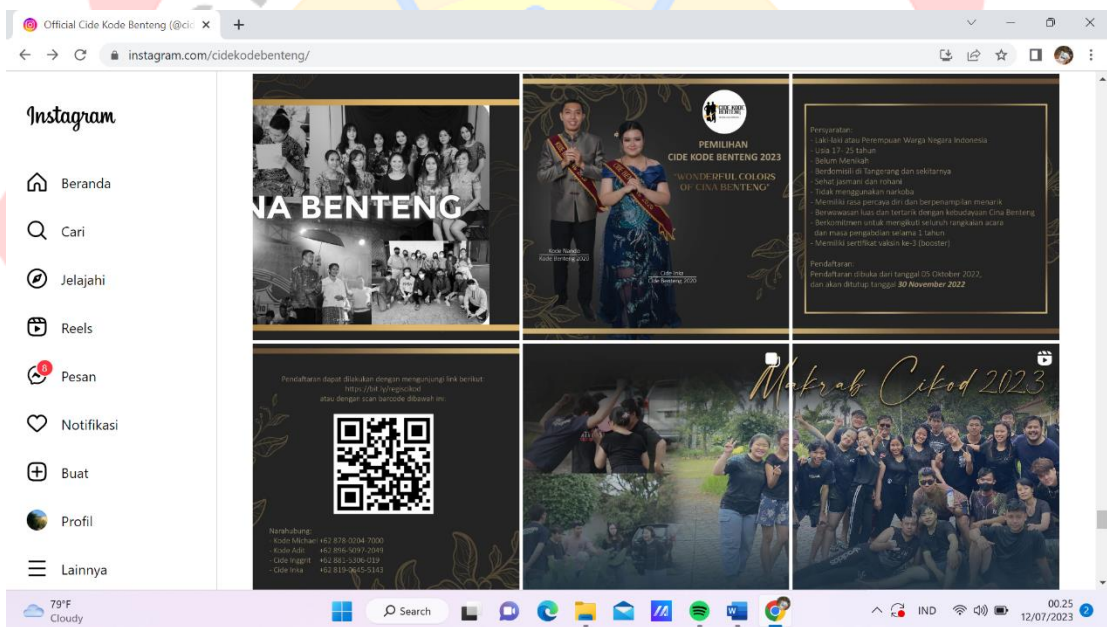 Official Cide Kode Benteng (@cid
instagram.com/cidekodebenteng/
Instagram
Beranda
Cari
Jelajahi
Reels
8
Pesan
Notifikasi
Buat
Profil
Lainnya
NA BENTENG
CIDE KODE
BENTENG
PEMILIHAN
CIDE KODE BENTENG 2023
"WONDERFUL COLORS
OF CINA BENTENG"
Kode Nando
Kode Benteng 2020
Cide Inka
Cide Benteng 2020
Persyaratan:
- Laki-laki atau Perempuan Warga Negara Indonesia
- Usia 17- 25 tahun
- Belum Menikah
- Berdomisili di Tangerang dan sekitarnya
- Sehat jasmani dan rohani
- Tidak menggunakan narkoba
- Memiliki rasa percaya diri dan berpenampilan menarik
- Berwawasan luas dan tertarik dengan kebudayaan Cina Benteng
- Berkomitmen untuk mengikuti seluruh rangkaian acara
dan masa pengabdian selama 1 tahun
- Memiliki sertifikat vaksin ke-3 (booster)
Pendaftaran:
Pendaftaran dibuka dari tanggal 05 Oktober 2022,
dan akan ditutup tanggal 30 November 2022
Pendaftaran dapat dilakukan dengan mengunjungi link berikut:
https://bit.ly/regiscikod
atau dengan scan barcode dibawah ini:
Narahubung:
- Kode Michael +62 878-0204-7000
- Kode Adit +62 896-5097-2049
- Cide Inggrit +62 881-5306-019
- Cide Inka +62 819-0645-5143
Makrab Cikod 2023
79°F
Cloudy
Search
IND
00.25
12/07/2023
2